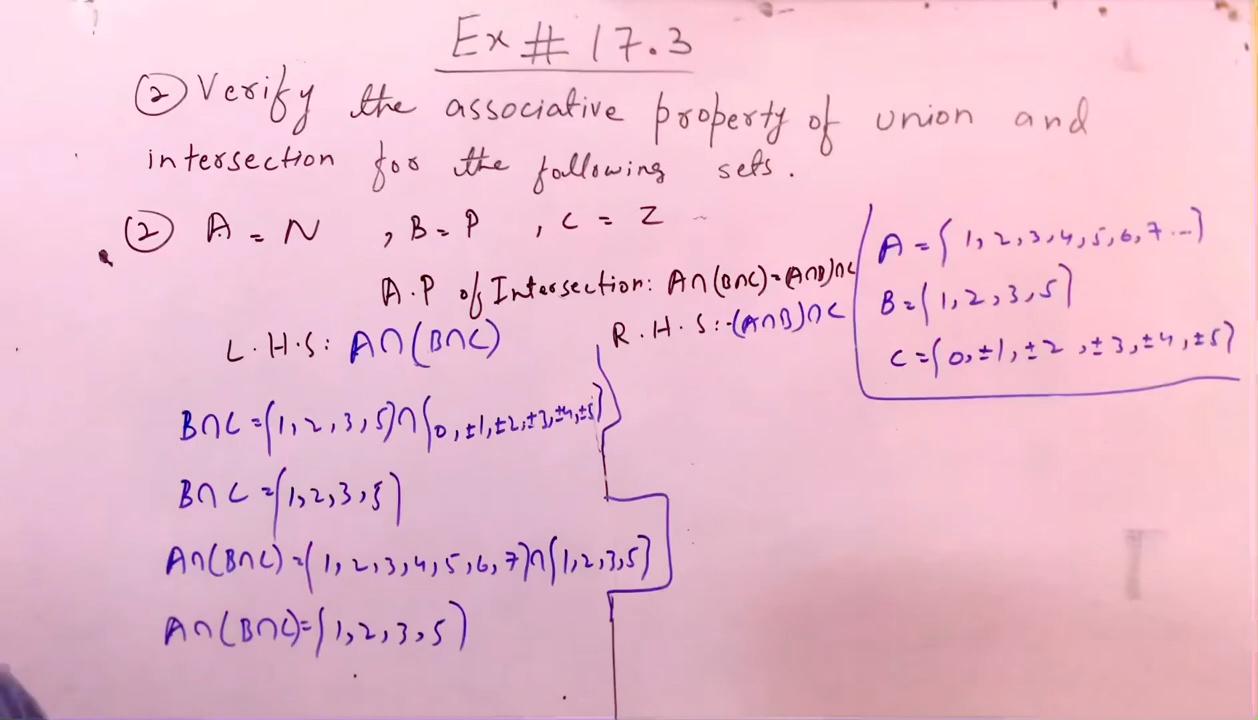 Ex # 17.3
② Verify the associative property of union and
intersection for the following sets.
② A = N , B = P , C = Z
A.P of Intersection: A∩(B∩C)=(A∩B)∩C
L.H.S: A∩(B∩C)
R.H.S:-(A∩B)∩C
B∩C={1,2,3,5}∩{0,±1,±2,±3,±4,±5}
B∩C={1,2,3,5}
A∩(B∩C)={1,2,3,4,5,6,7}∩{1,2,3,5}
A∩(B∩C)={1,2,3,5}
A={1,2,3,4,5,6,7...}
B={1,2,3,5}
C={0,±1,±2,±3,±4,±5}